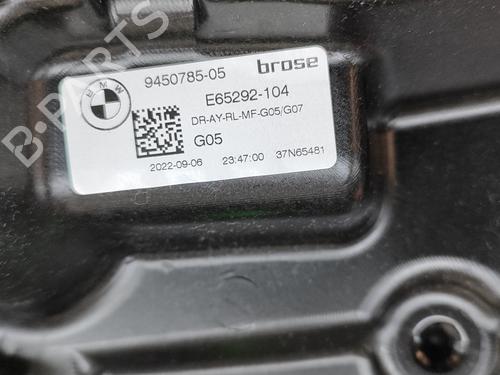 BMW
9450785-05
brose
E65292-104
DR-AY-RL-MF-G05/G07
G05
2022-09-06 23:47:00 37N65481
B-PARTS